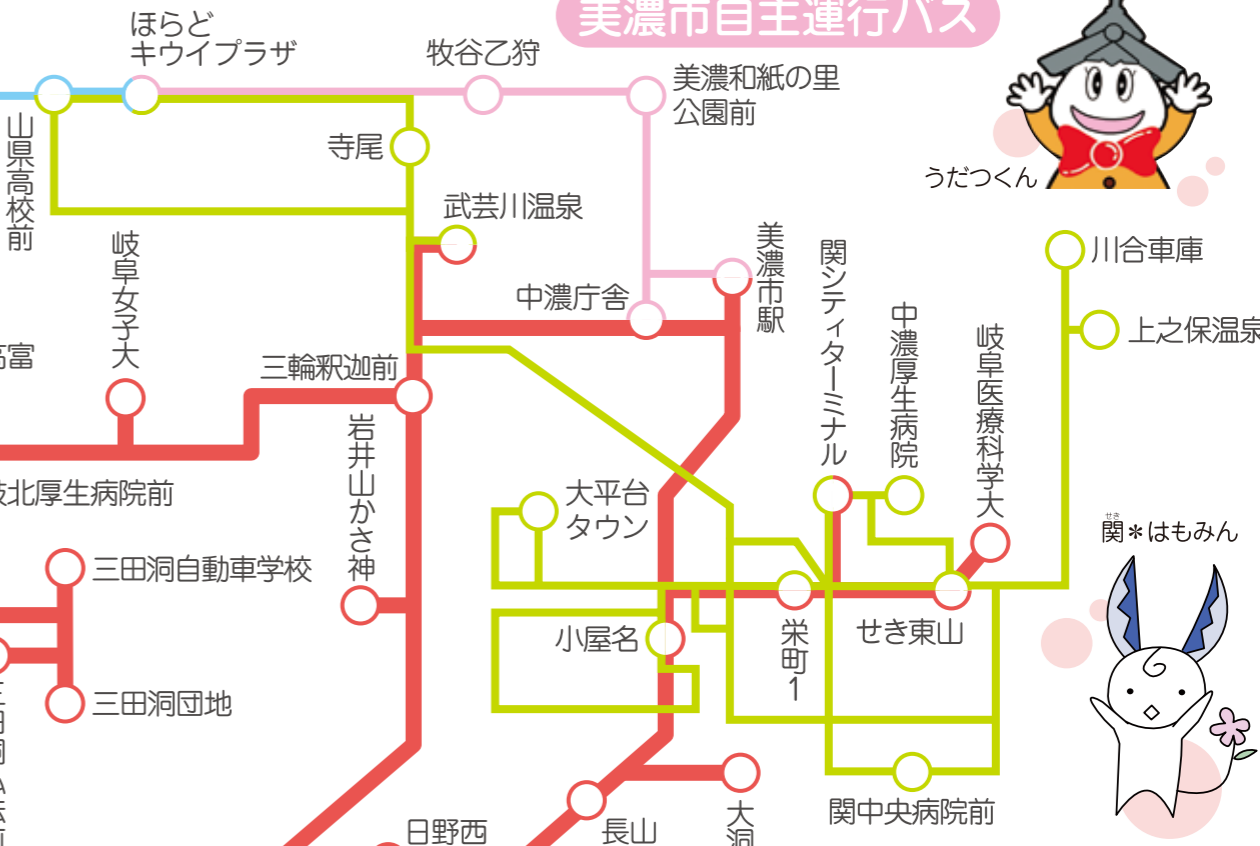 美濃市自主運行バス
ほらど
キウイプラザ
牧谷乙狩
美濃和紙の里
公園前
山県高校前
寺尾
うだつくん
武芸川温泉
岐阜女子大
美濃市駅
関シティターミナル
川合車庫
中濃庁舎
中濃厚生病院
上之保温泉
岐阜医療科学大
三輪釈迦前
岩井山かさ神
北厚生病院前
大平台
タウン
せき
関*はもみん
三田洞自動車学校
小屋名
栄町1
せき東山
三田洞団地
関中央病院前
大洞
日野西
長山